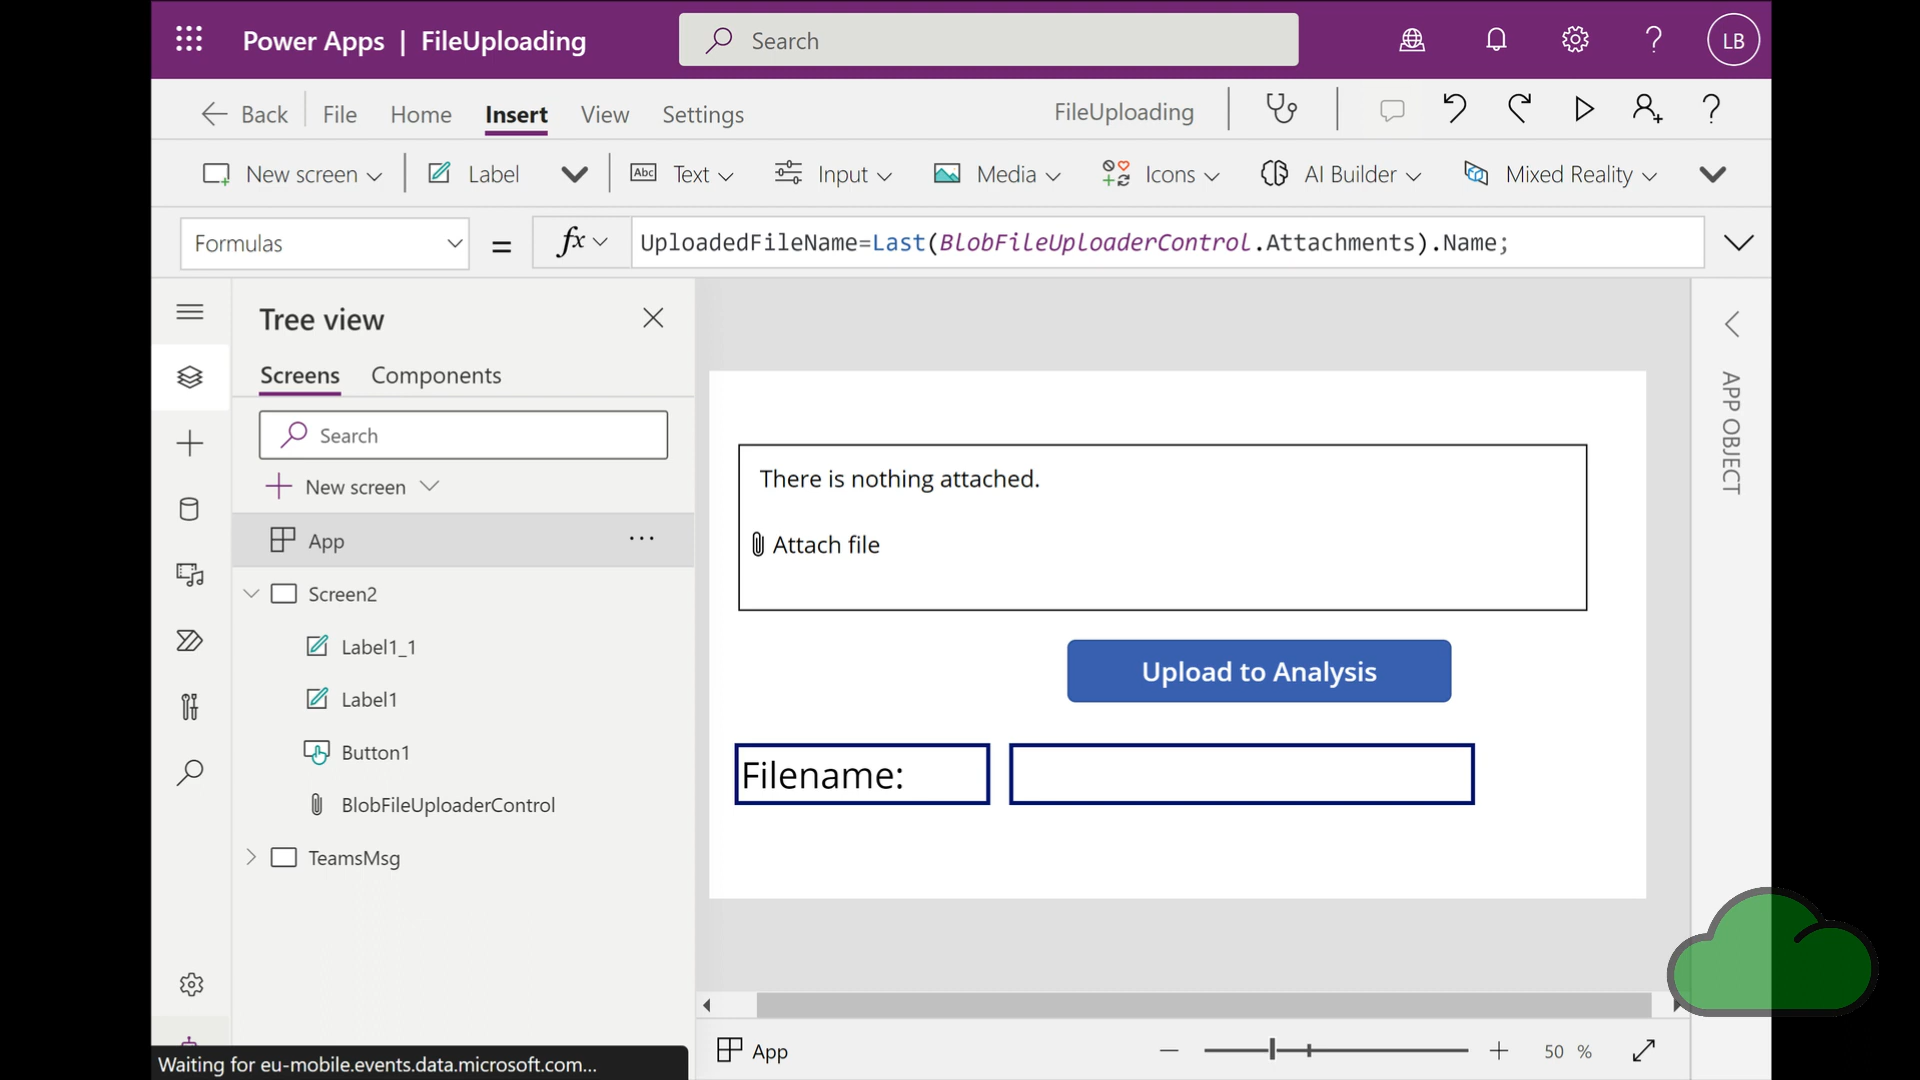 Power Apps | FileUploading
Search
LB
Back File Home Insert View Settings
FileUploading
New screen Label Abc Text Input Media Icons AI Builder Mixed Reality
Formulas = fx UploadedFileName=Last(BlobFileUploaderControl.Attachments).Name;
Tree view
Screens Components
Search
New screen
App
Screen2
Label1_1
Label1
Button1
BlobFileUploaderControl
TeamsMsg
There is nothing attached.
Attach file
Upload to Analysis
Filename:
APP OBJECT
App
50 %
Waiting for eu-mobile.events.data.microsoft.com...